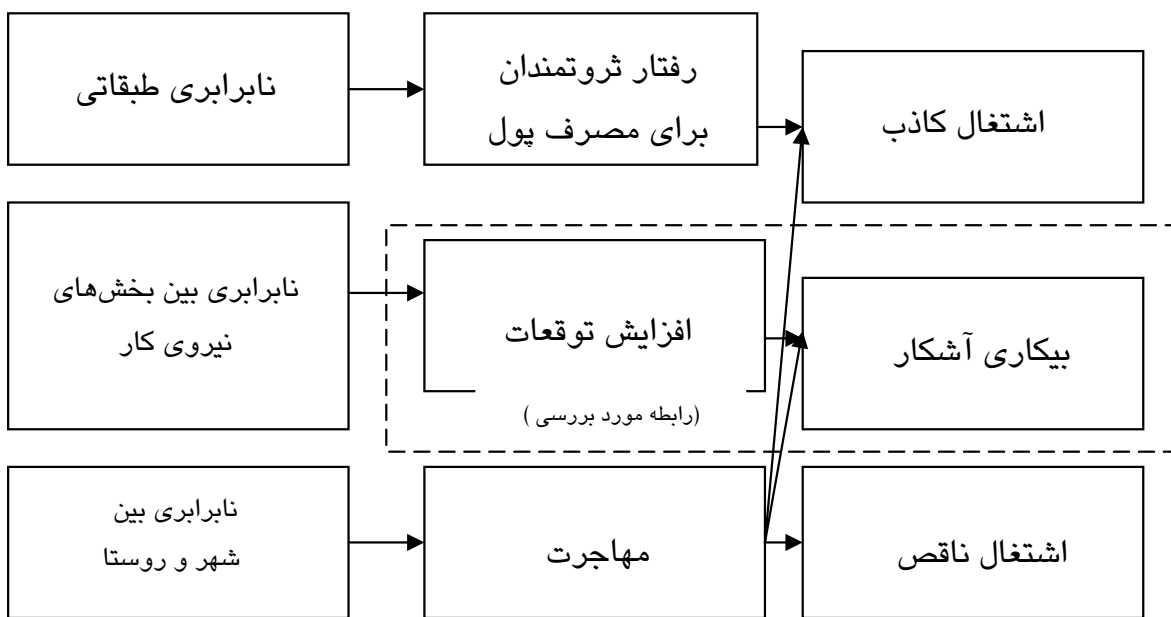 نابرابری طبقاتی
رفتار ثروتمندان
برای مصرف پول
اشتغال کاذب
نابرابری بین بخش‌های
نیروی کار
افزایش توقعات
(رابطه مورد بررسی )
بیکاری آشکار
نابرابری بین
شهر و روستا
مهاجرت
اشتغال ناقص